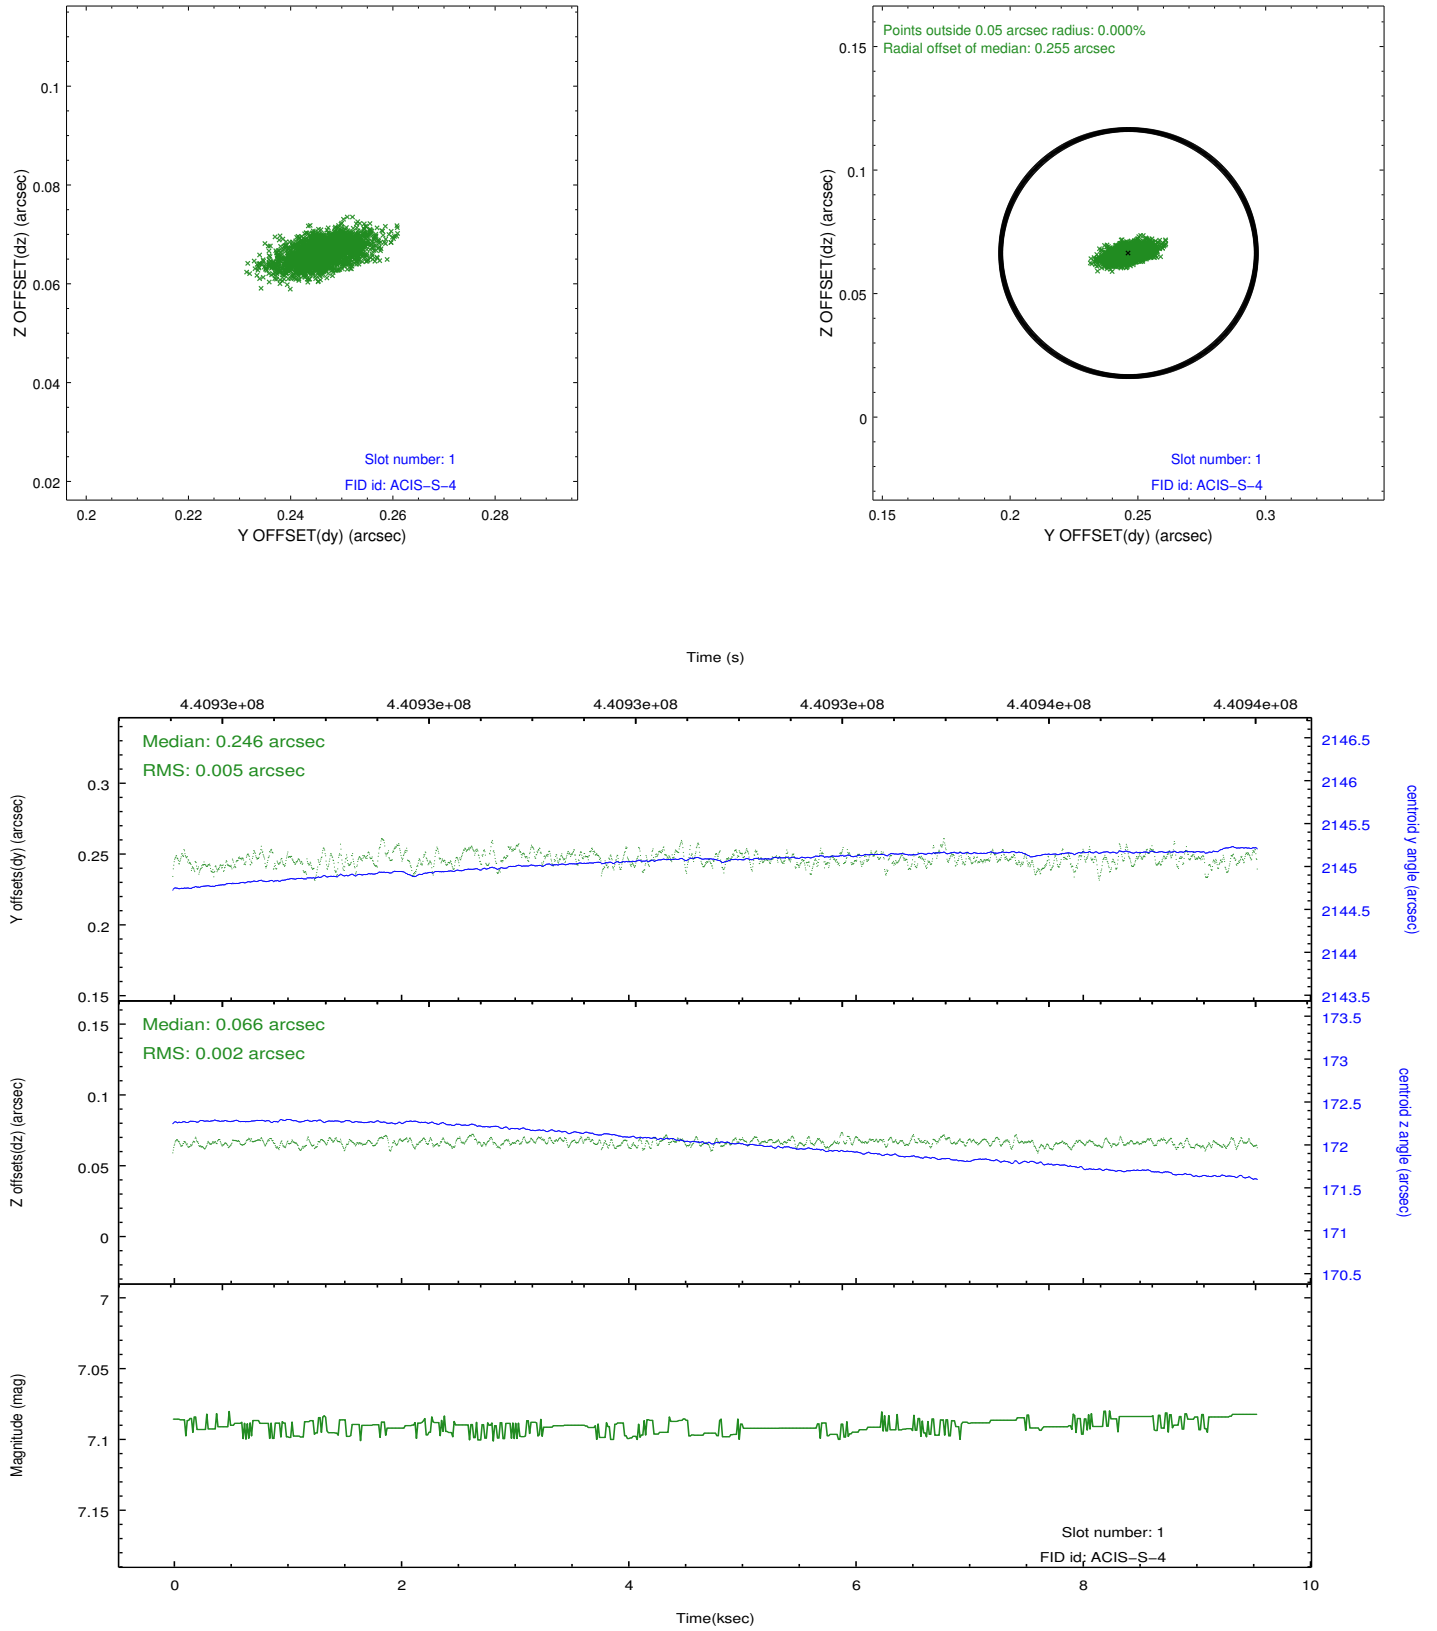 0.1
0.08
0.06
0.04
0.02
Z OFFSET(dz) (arcsec)
Slot number: 1
FID id: ACIS−S−4
0.2 0.22 0.24 0.26 0.28
Y OFFSET(dy) (arcsec)
Points outside 0.05 arcsec radius: 0.000%
Radial offset of median: 0.255 arcsec
0.15
0.1
0.05
0
Z OFFSET(dz) (arcsec)
Slot number: 1
FID id: ACIS−S−4
0.15 0.2 0.25 0.3
Y OFFSET(dy) (arcsec)
Time (s)
4.4093e+08 4.4093e+08 4.4093e+08 4.4093e+08 4.4094e+08 4.4094e+08
Median: 0.246 arcsec
RMS: 0.005 arcsec
0.3
0.25
0.2
0.15
Y offsets(dy) (arcsec)
2146.5
2146
2145.5
2145
2144.5
2144
2143.5
centroid y angle (arcsec)
Median: 0.066 arcsec
RMS: 0.002 arcsec
0.15
0.1
0.05
0
Z offsets(dz) (arcsec)
173.5
173
172.5
172
171.5
171
170.5
centroid z angle (arcsec)
7
7.05
7.1
7.15
Magnitude (mag)
Slot number: 1
FID id: ACIS−S−4
0 2 4 6 8 10
Time(ksec)